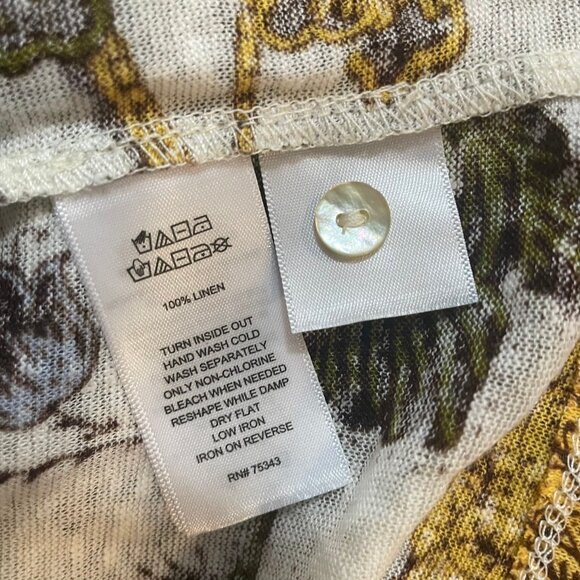 100% LINEN
TURN INSIDE OUT
HAND WASH COLD
WASH SEPARATELY
ONLY NON-CHLORINE
BLEACH WHEN NEEDED
RESHAPE WHILE DAMP
DRY FLAT
LOW IRON
IRON ON REVERSE
RN# 75343